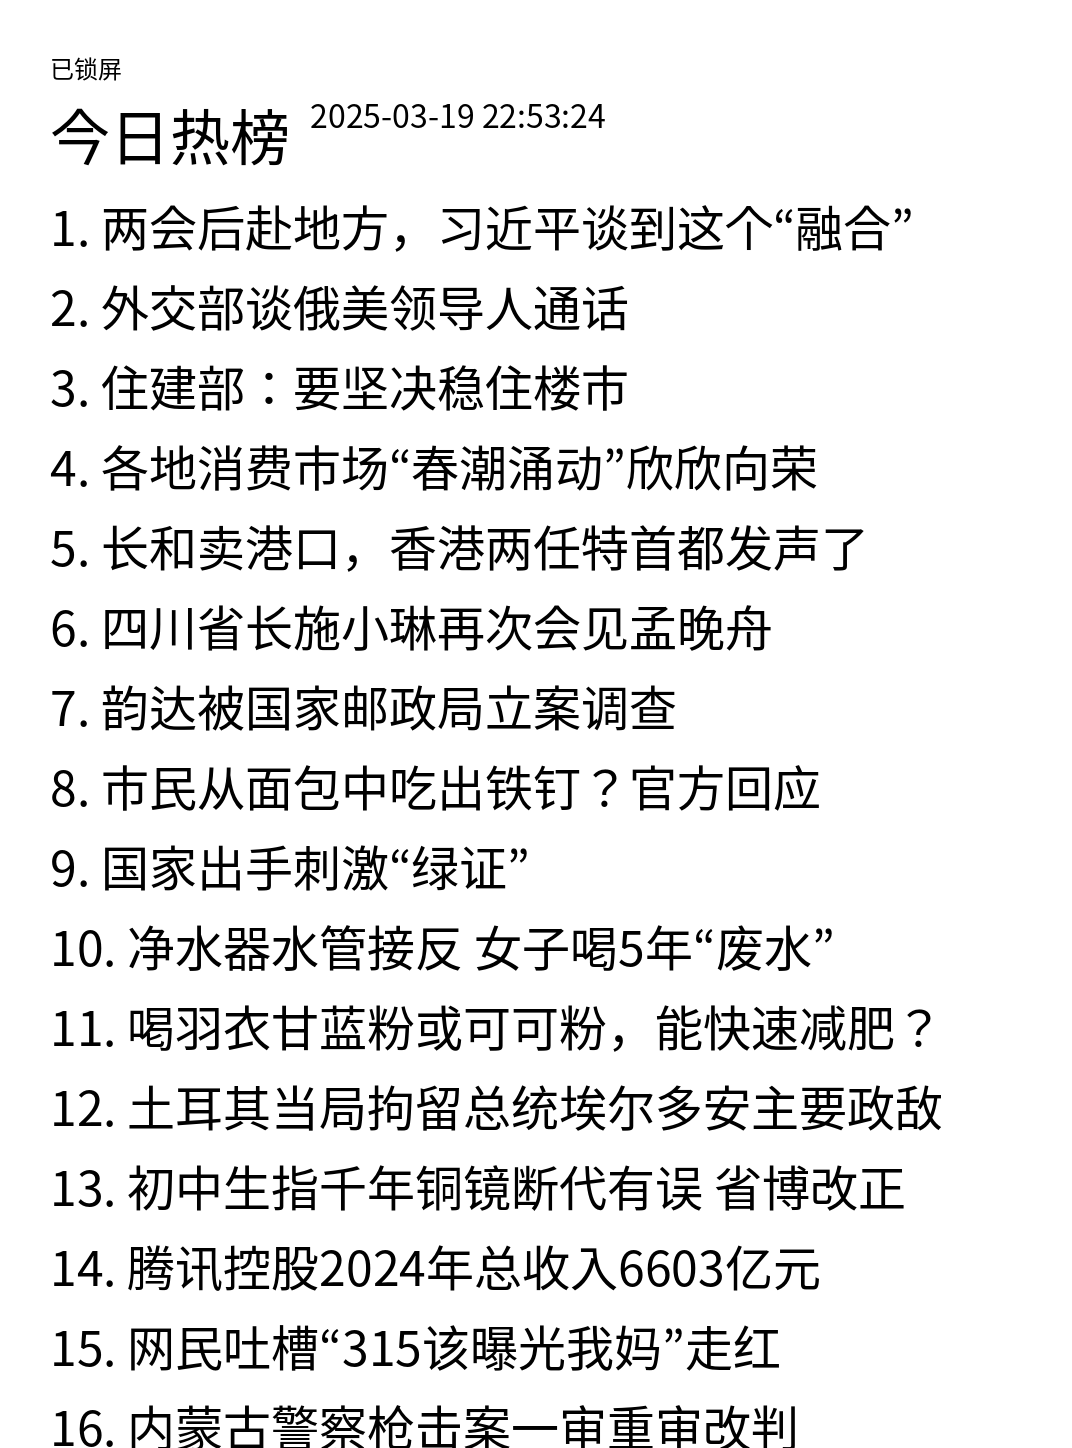 已锁屏
今日热榜 2025-03-19 22:53:24
1. 两会后赴地方，习近平谈到这个“融合”
2. 外交部谈俄美领导人通话
3. 住建部：要坚决稳住楼市
4. 各地消费市场“春潮涌动”欣欣向荣
5. 长和卖港口，香港两任特首都发声了
6. 四川省长施小琳再次会见孟晚舟
7. 韵达被国家邮政局立案调查
8. 市民从面包中吃出铁钉？官方回应
9. 国家出手刺激“绿证”
10. 净水器水管接反 女子喝5年“废水”
11. 喝羽衣甘蓝粉或可可粉，能快速减肥？
12. 土耳其当局拘留总统埃尔多安主要政敌
13. 初中生指千年铜镜断代有误 省博改正
14. 腾讯控股2024年总收入6603亿元
15. 网民吐槽“315该曝光我妈”走红
16. 内蒙古警察枪击案一审重审改判